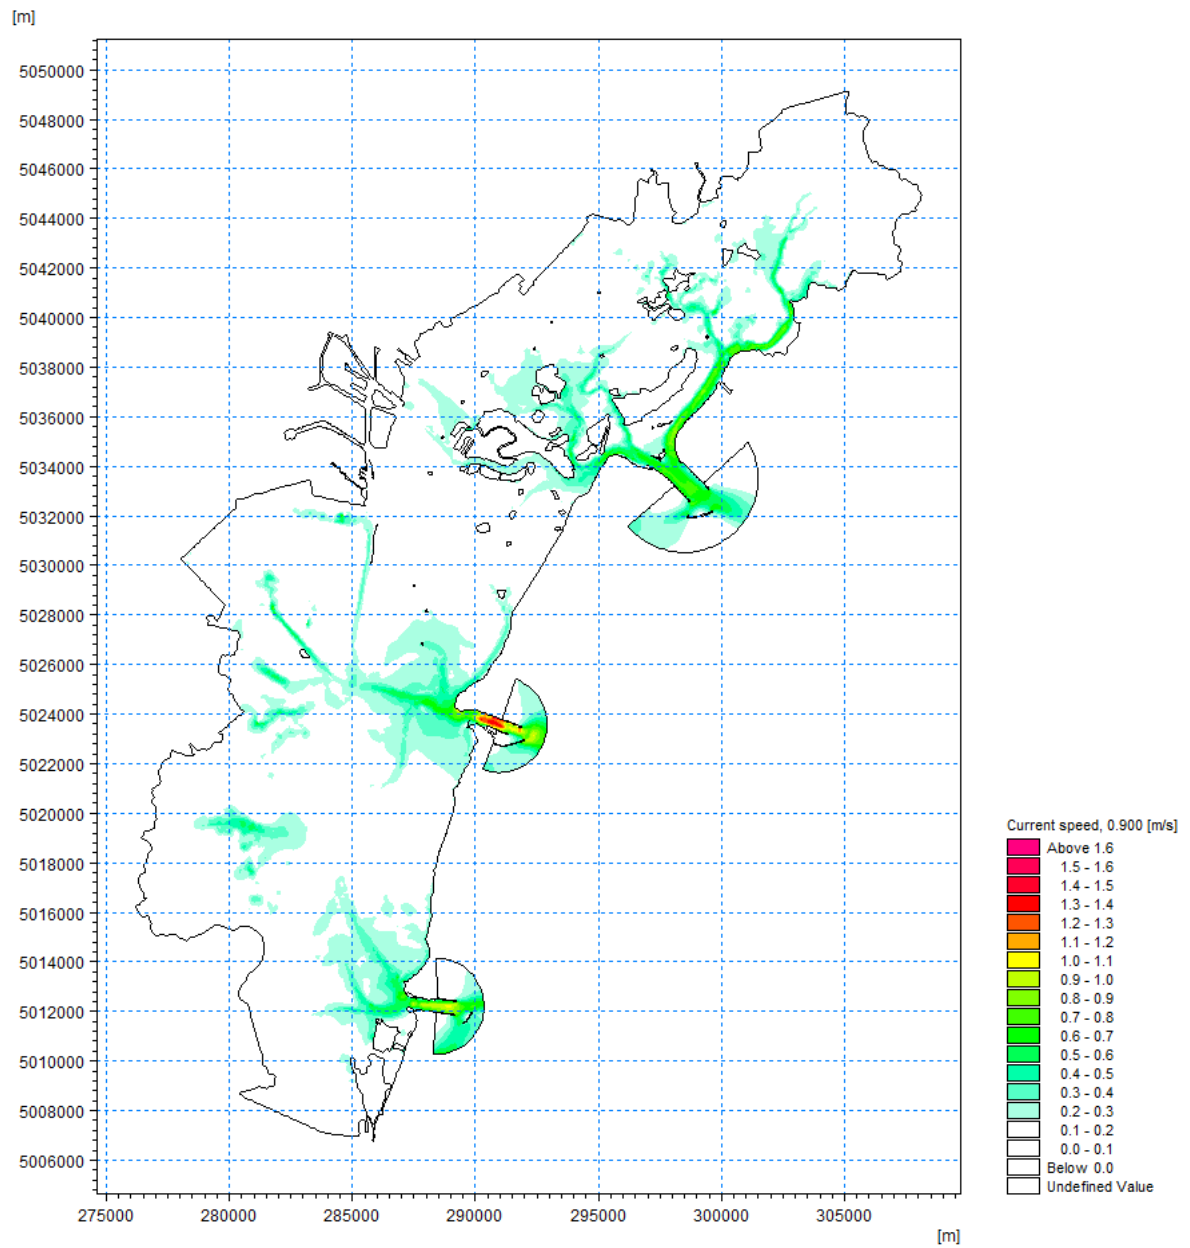 [m]
5050000
5048000
5046000
5044000
5042000
5040000
5038000
5036000
5034000
5032000
5030000
5028000
5026000
5024000
5022000
5020000
5018000
5016000
5014000
5012000
5010000
5008000
5006000
275000 280000 285000 290000 295000 300000 305000
[m]
Current speed, 0.900 [m/s]
Above 1.6
1.5 - 1.6
1.4 - 1.5
1.3 - 1.4
1.2 - 1.3
1.1 - 1.2
1.0 - 1.1
0.9 - 1.0
0.8 - 0.9
0.7 - 0.8
0.6 - 0.7
0.5 - 0.6
0.4 - 0.5
0.3 - 0.4
0.2 - 0.3
0.1 - 0.2
0.0 - 0.1
Below 0.0
Undefined Value